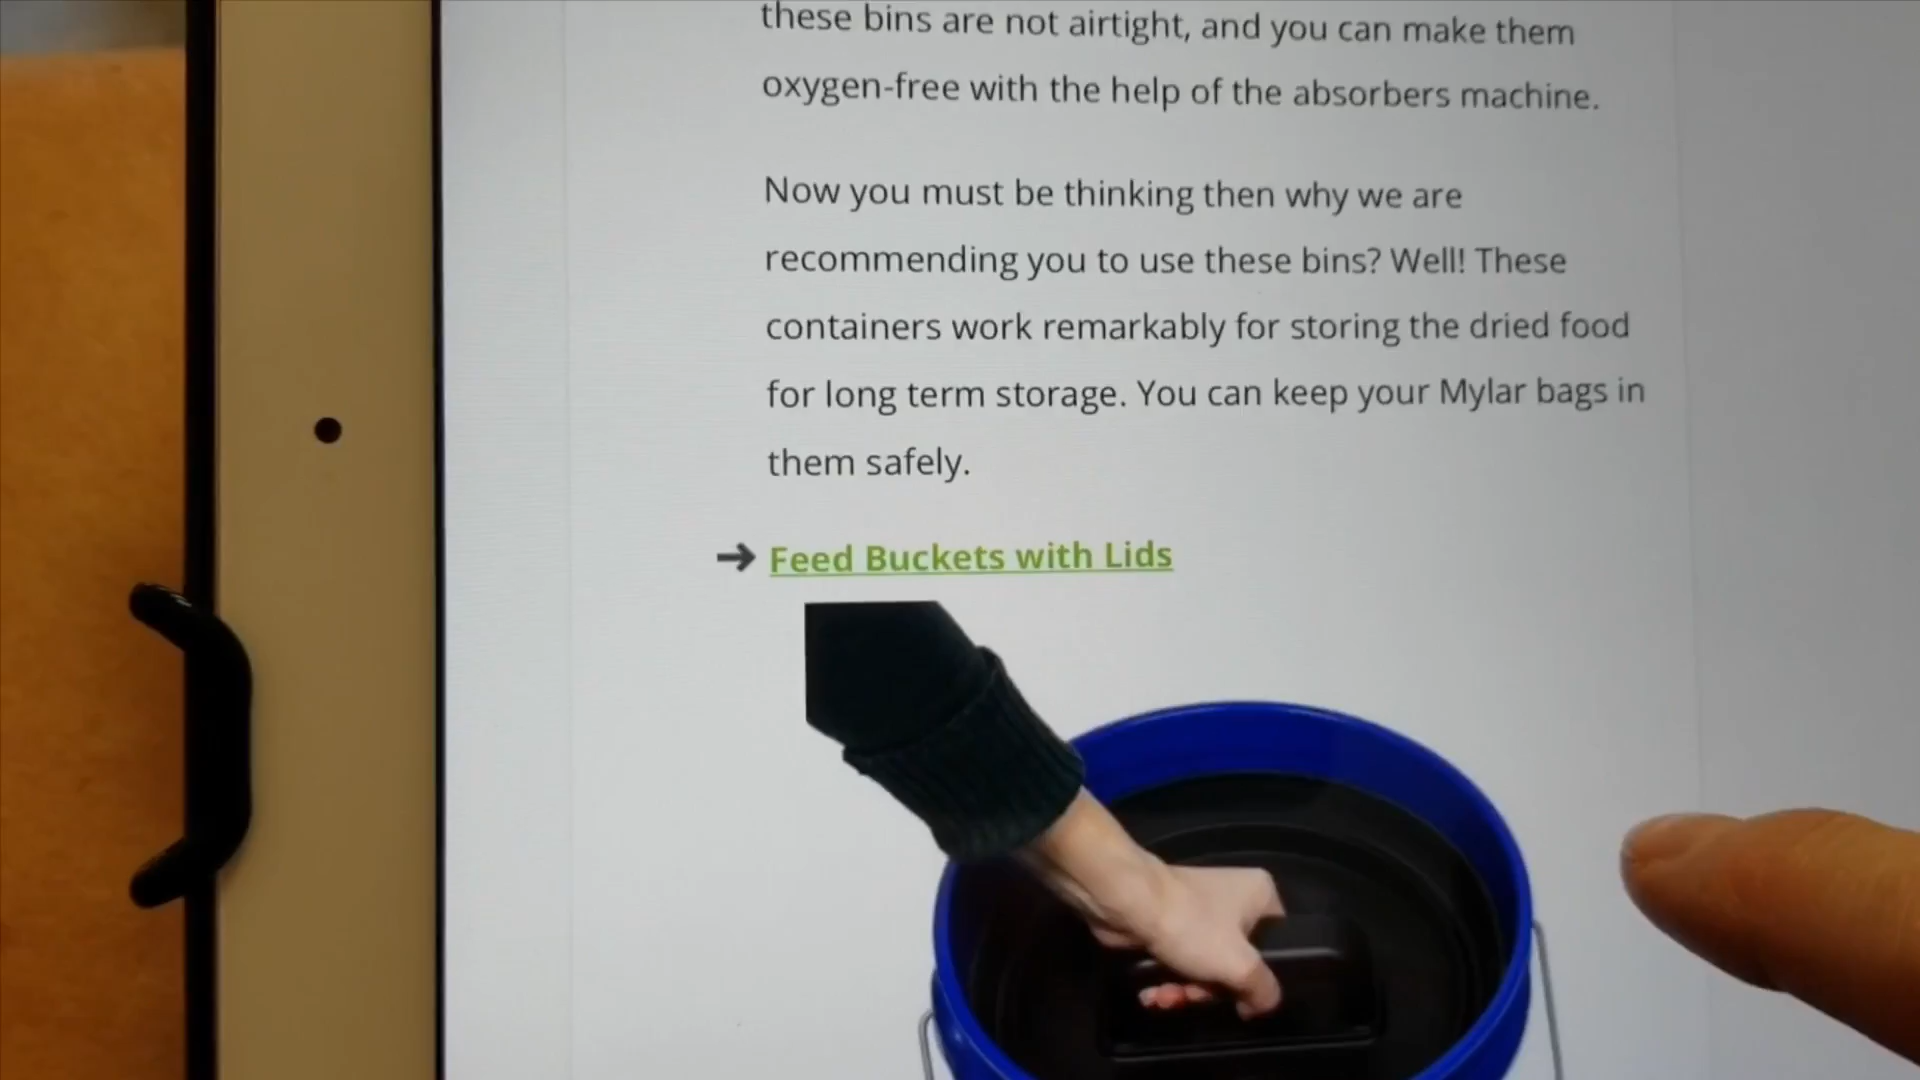 these bins are not airtight, and you can make them
oxygen-free with the help of the absorbers machine.
Now you must be thinking then why we are
recommending you to use these bins? Well! These
containers work remarkably for storing the dried food
for long term storage. You can keep your Mylar bags in
them safely.
➔ Feed Buckets with Lids